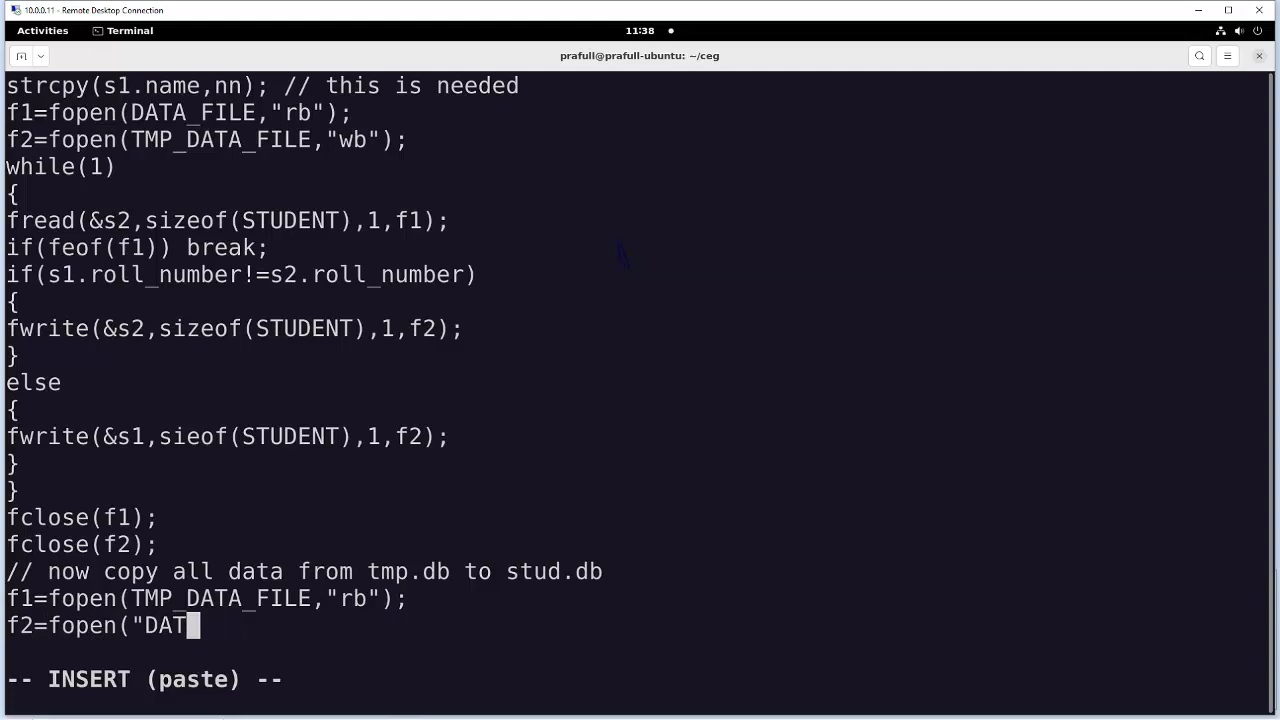 10.0.0.11 - Remote Desktop Connection
Activities Terminal 11:38
prafull@prafull-ubuntu: ~/ceg
strcpy(s1.name,nn); // this is needed
f1=fopen(DATA_FILE,"rb");
f2=fopen(TMP_DATA_FILE,"wb");
while(1)
{
fread(&s2,sizeof(STUDENT),1,f1);
if(feof(f1)) break;
if(s1.roll_number!=s2.roll_number)
{
fwrite(&s2,sizeof(STUDENT),1,f2);
}
else
{
fwrite(&s1,sieof(STUDENT),1,f2);
}
}
fclose(f1);
fclose(f2);
// now copy all data from tmp.db to stud.db
f1=fopen(TMP_DATA_FILE,"rb");
f2=fopen("DAT
-- INSERT (paste) --